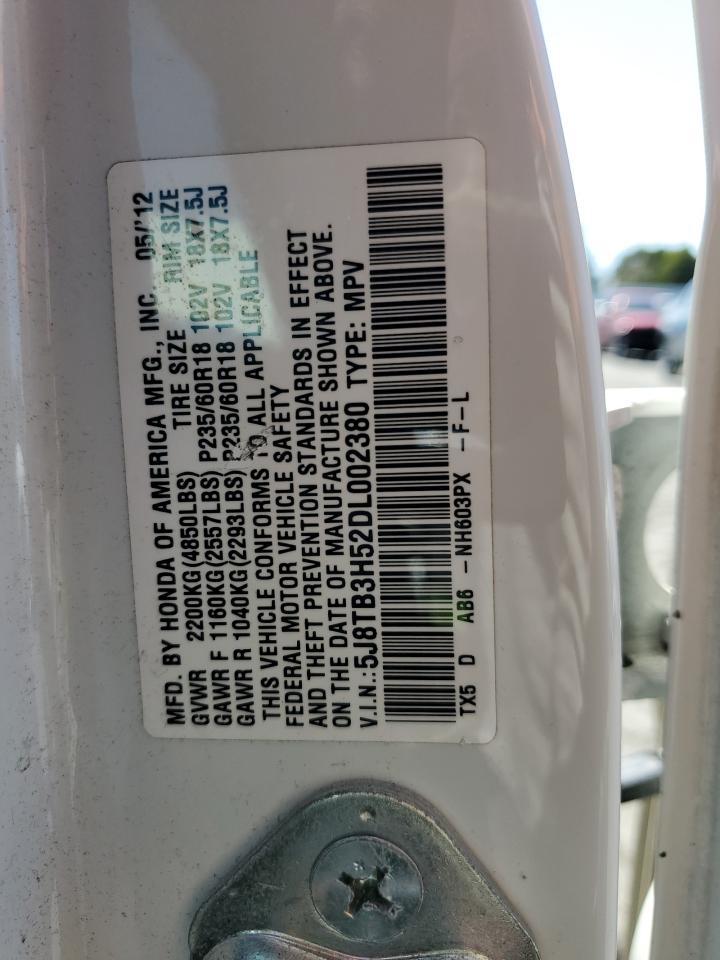 MFD. BY HONDA OF AMERICA MFG., INC. 05/'12
GVWR 2200KG(4850LBS) TIRE SIZE RIM SIZE
GAWR F 1160KG(2557LBS) P235/60R18 102V 18X7.5J
GAWR R 1040KG(2293LBS) P235/60R18 102V 18X7.5J
THIS VEHICLE CONFORMS TO ALL APPLICABLE
FEDERAL MOTOR VEHICLE SAFETY
AND THEFT PREVENTION STANDARDS IN EFFECT
ON THE DATE OF MANUFACTURE SHOWN ABOVE.
V.I.N.:5J8TB3H52DL002380 TYPE: MPV
TX5 D AB6 -NH603PX -F-L